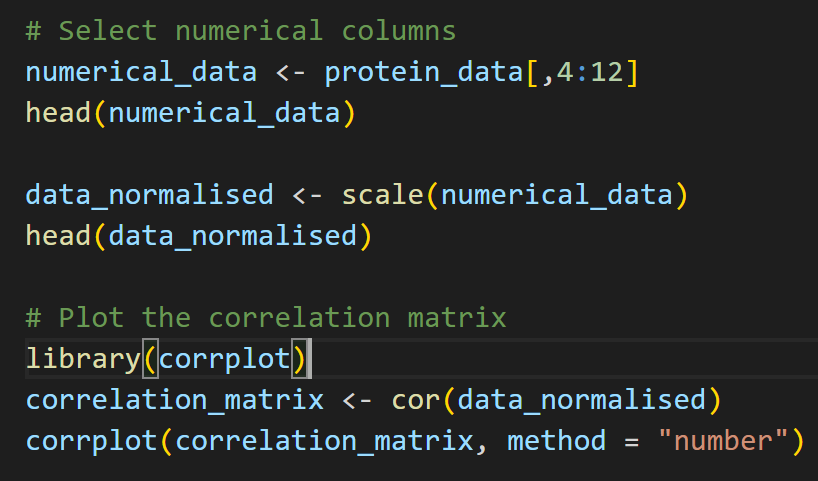 # Select numerical columns
numerical_data <- protein_data[,4:12]
head(numerical_data)
data_normalised <- scale(numerical_data)
head(data_normalised)
# Plot the correlation matrix
library(corrplot)
correlation_matrix <- cor(data_normalised)
corrplot(correlation_matrix, method = "number")